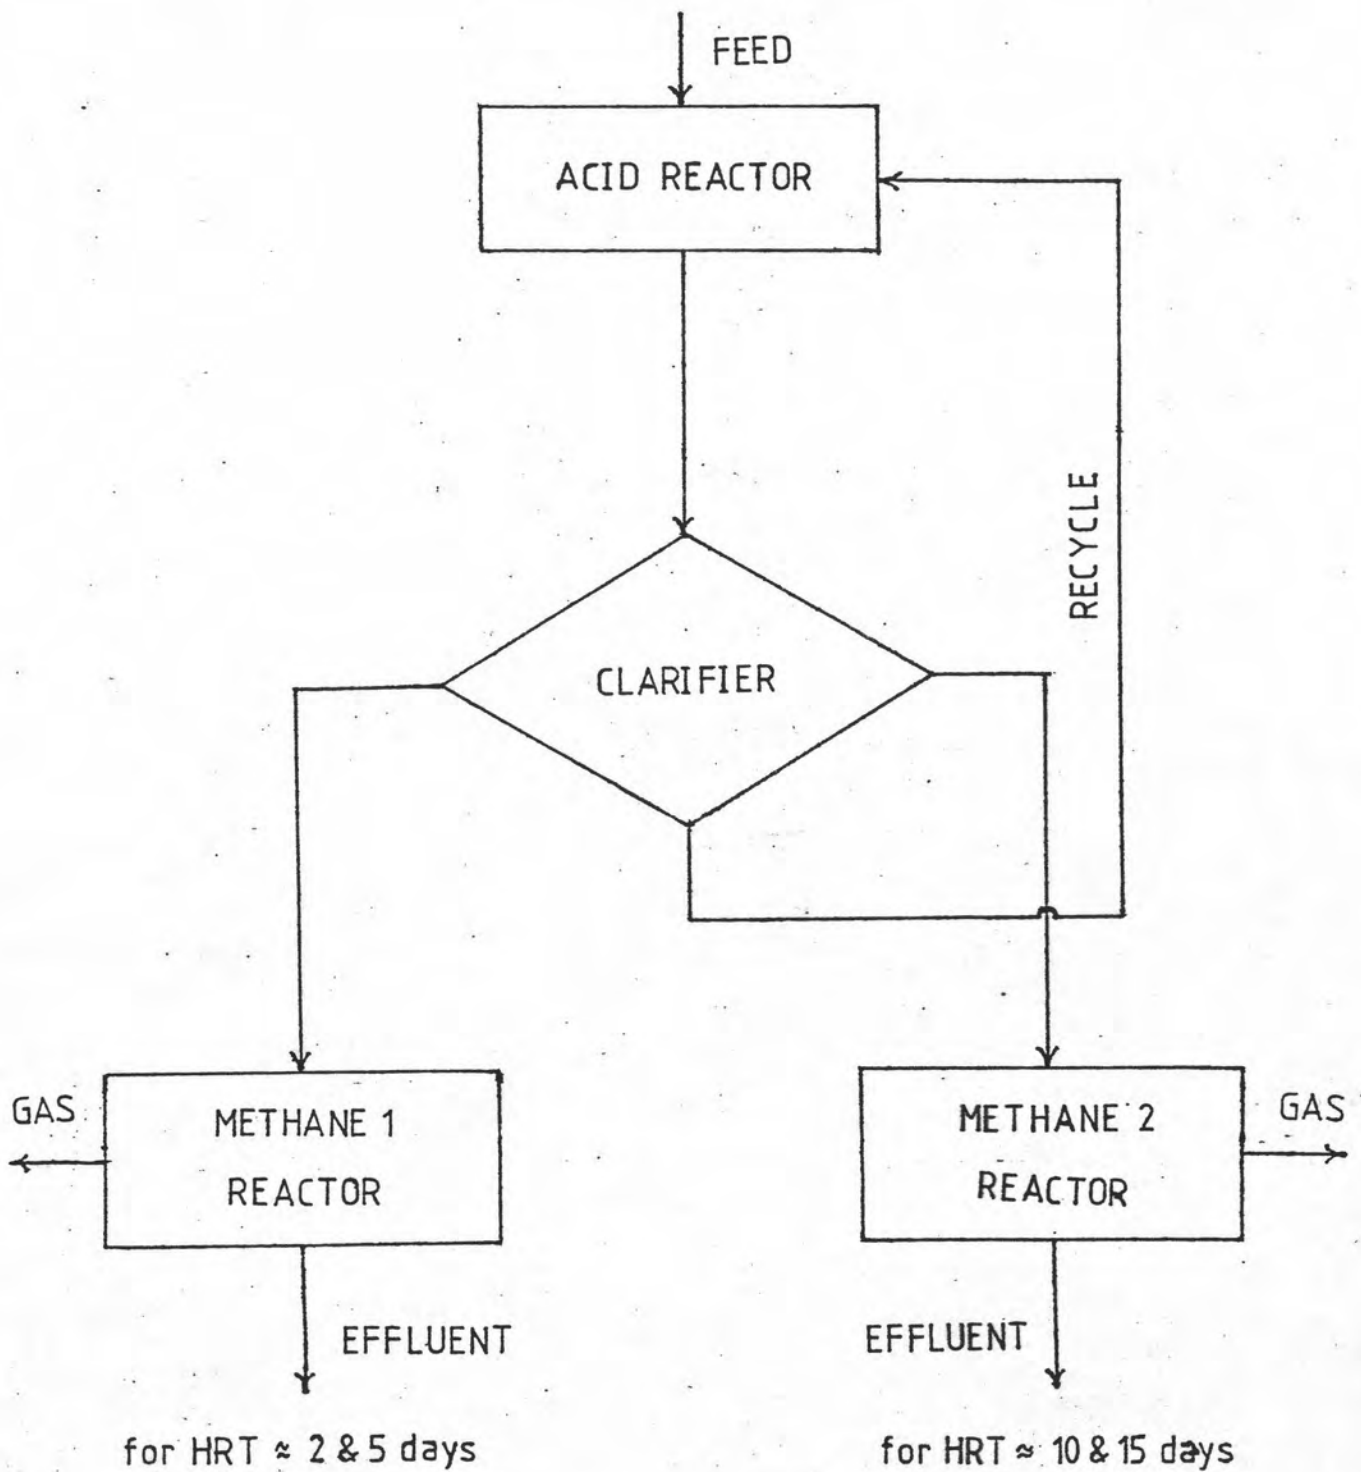 FEED
ACID REACTOR
RECYCLE
CLARIFIER
GAS
METHANE 1
REACTOR
METHANE 2
REACTOR
GAS
EFFLUENT
EFFLUENT
for HRT ≈ 2 & 5 days
for HRT ≈ 10 & 15 days